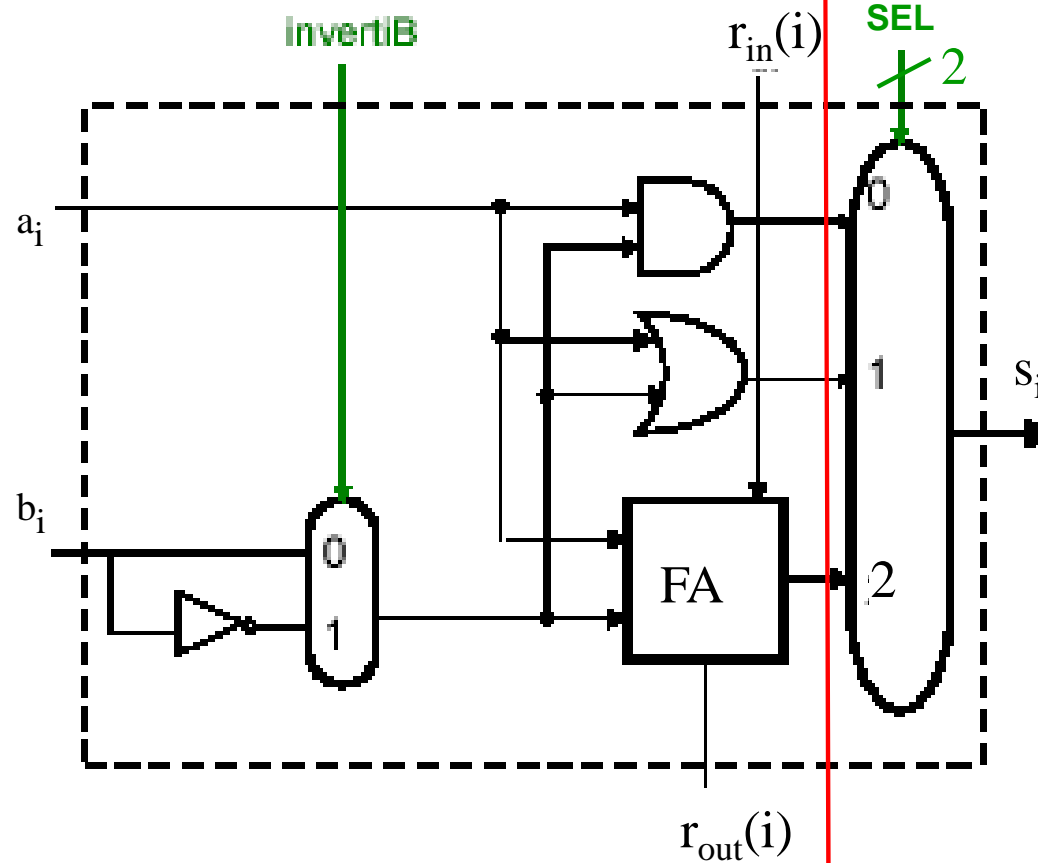 invertiB
r_in(i)
SEL
2
a_i
0
1
s_i
b_i
0
1
FA
2
r_out(i)